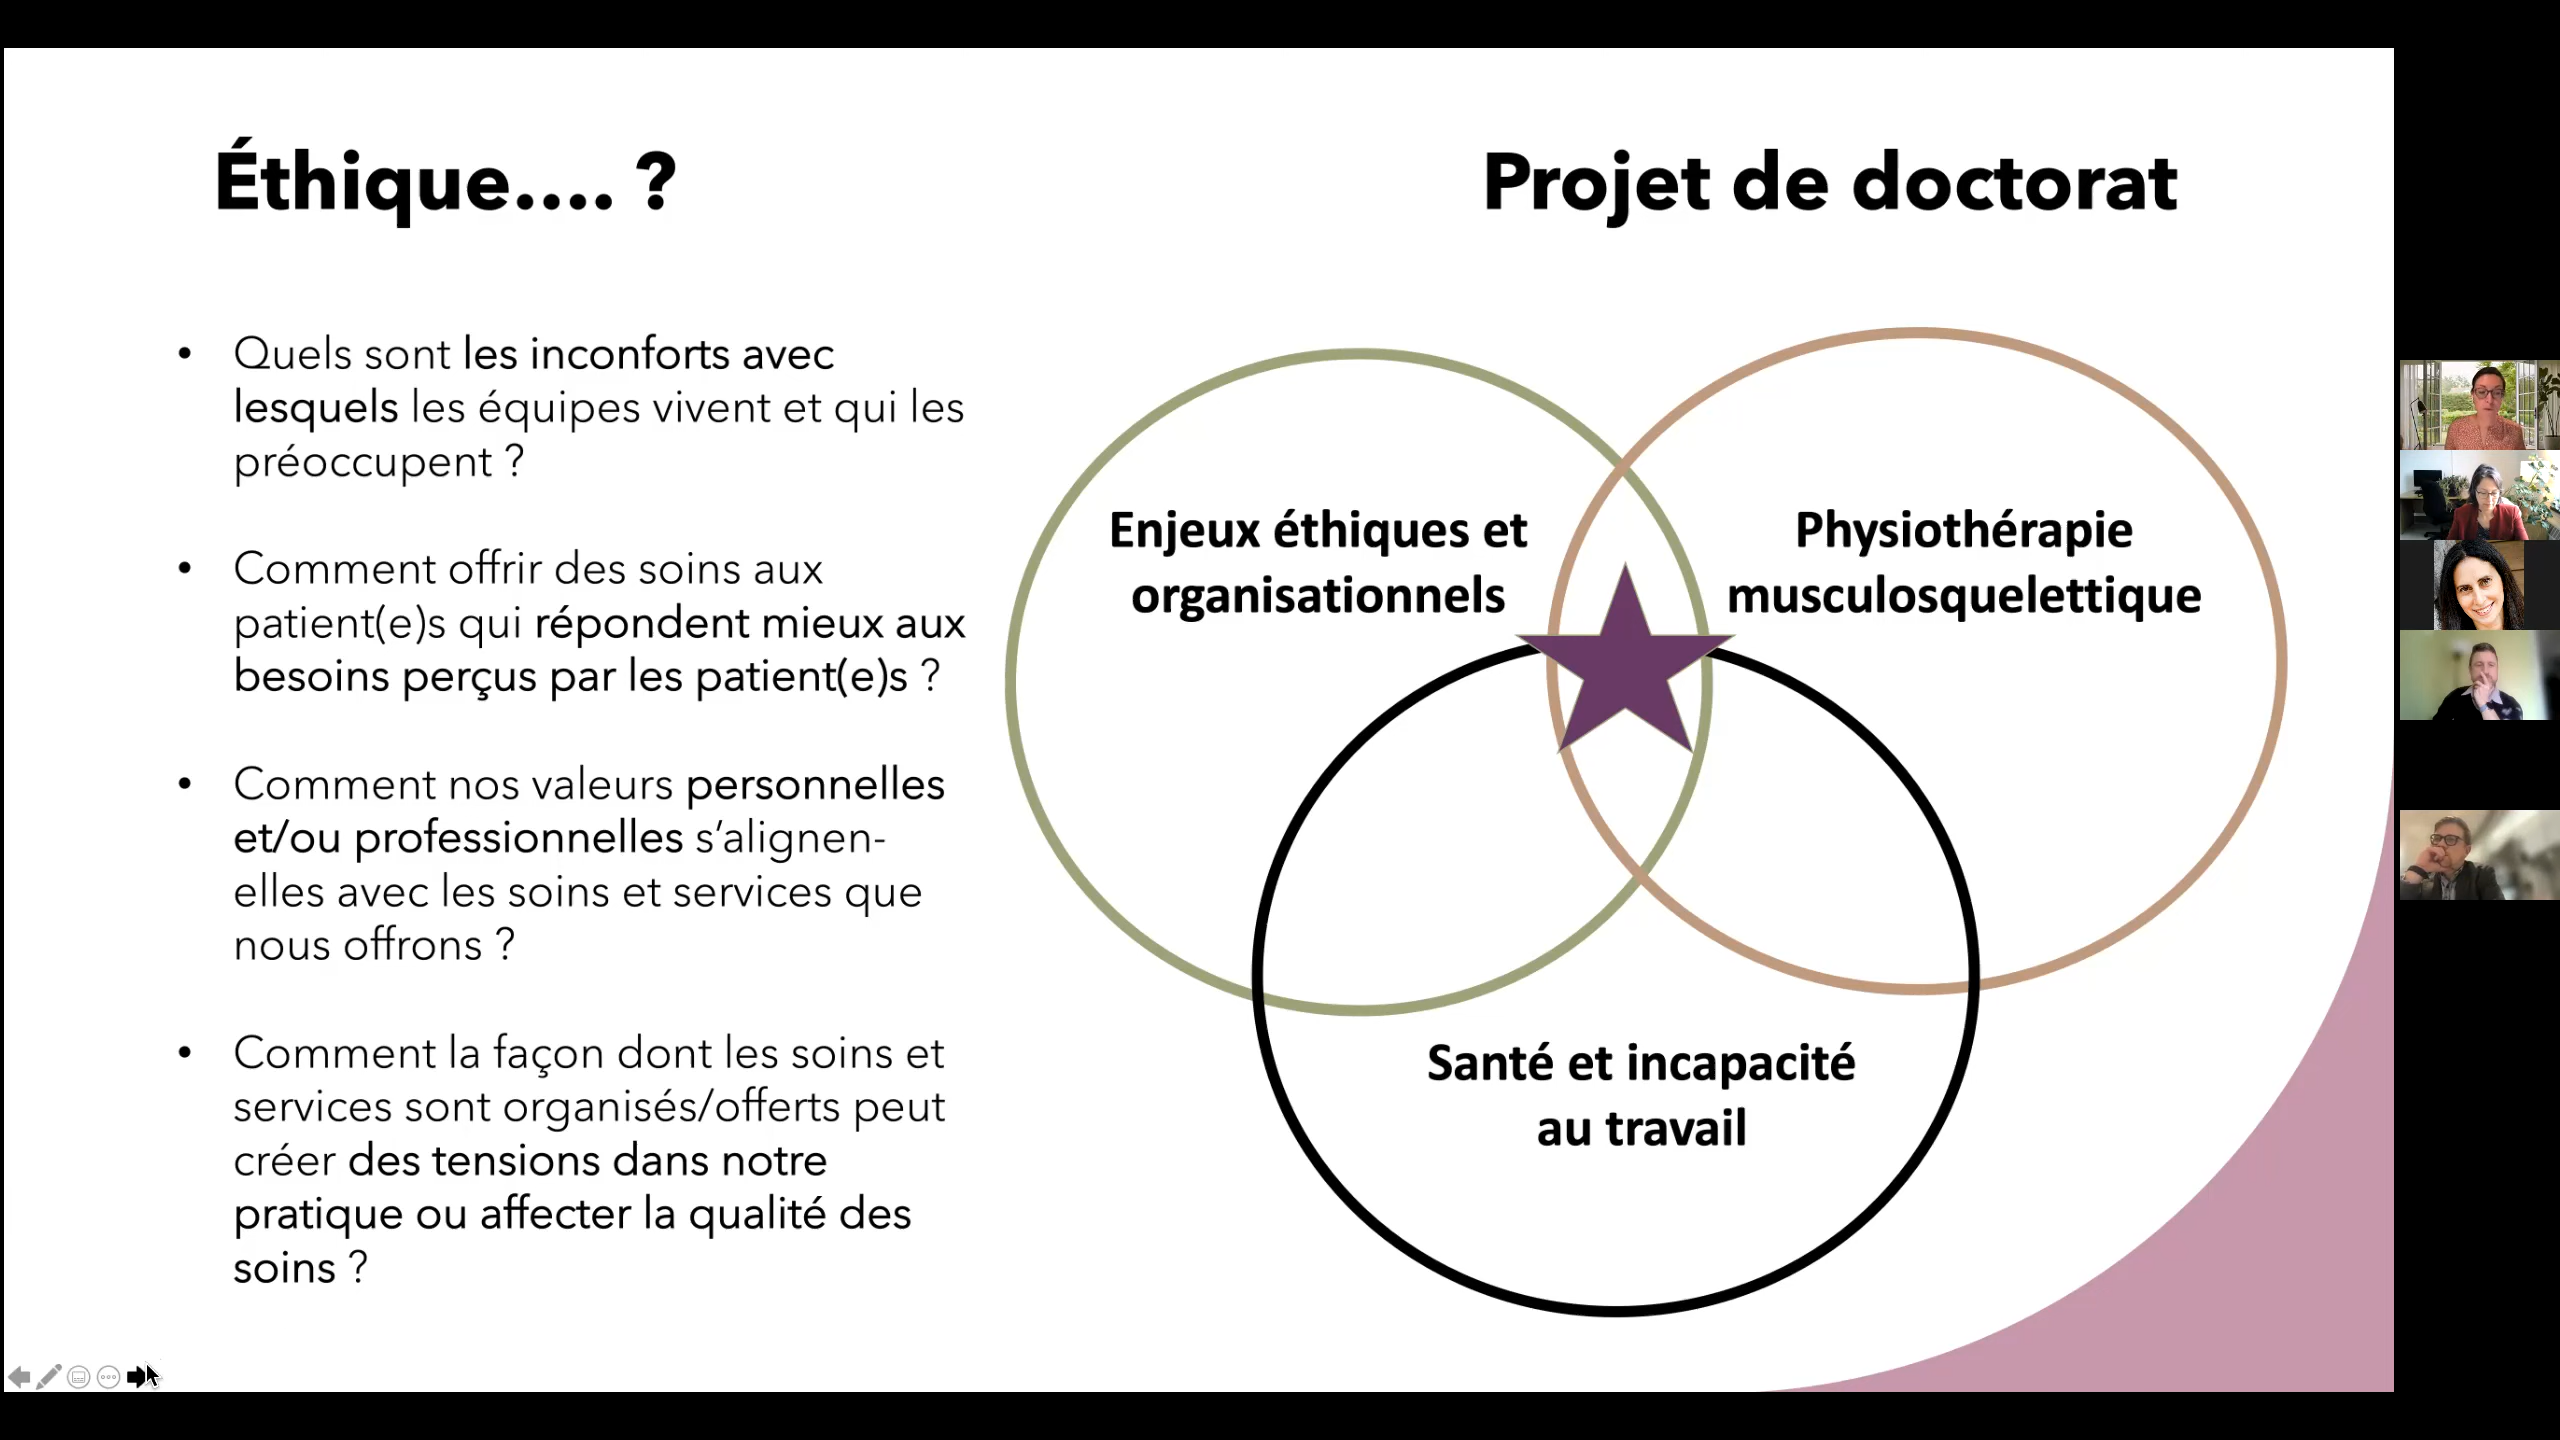 Éthique.... ?
Projet de doctorat
• Quels sont les inconforts avec
lesquels les équipes vivent et qui les
préoccupent ?
• Comment offrir des soins aux
patient(e)s qui répondent mieux aux
besoins perçus par les patient(e)s ?
• Comment nos valeurs personnelles
et/ou professionnelles s’alignen-
elles avec les soins et services que
nous offrons ?
• Comment la façon dont les soins et
services sont organisés/offerts peut
créer des tensions dans notre
pratique ou affecter la qualité des
soins ?
Enjeux éthiques et
organisationnels
Physiothérapie
musculosquelettique
Santé et incapacité
au travail